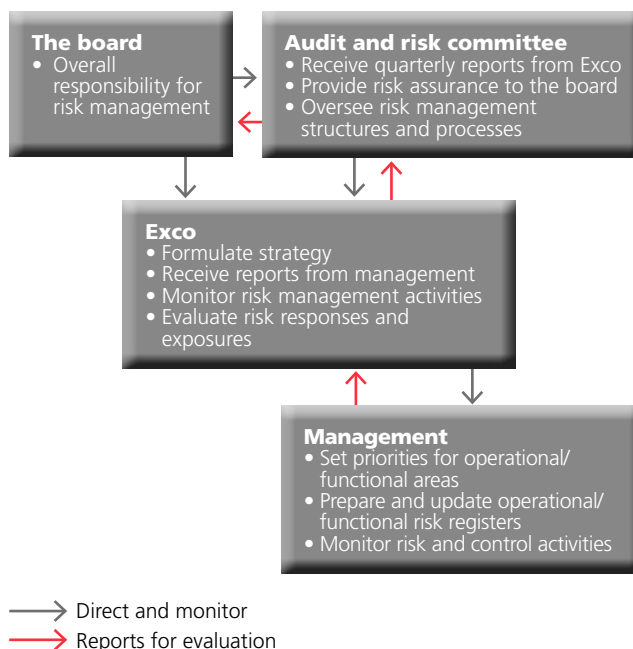 The board
• Overall
responsibility for
risk management
Audit and risk committee
• Receive quarterly reports from Exco
• Provide risk assurance to the board
• Oversee risk management
structures and processes
Exco
• Formulate strategy
• Receive reports from management
• Monitor risk management activities
• Evaluate risk responses and
exposures
Management
• Set priorities for operational/
functional areas
• Prepare and update operational/
functional risk registers
• Monitor risk and control activities
Direct and monitor
Reports for evaluation